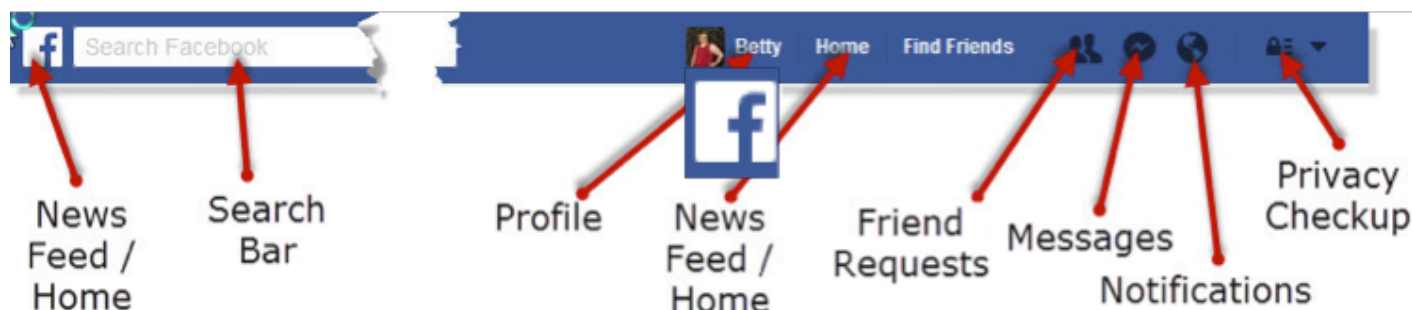 f Search Facebook Betty Home Find Friends
f
News Feed / Home
Search Bar
Profile
News Feed / Home
Friend Requests
Messages
Notifications
Privacy Checkup